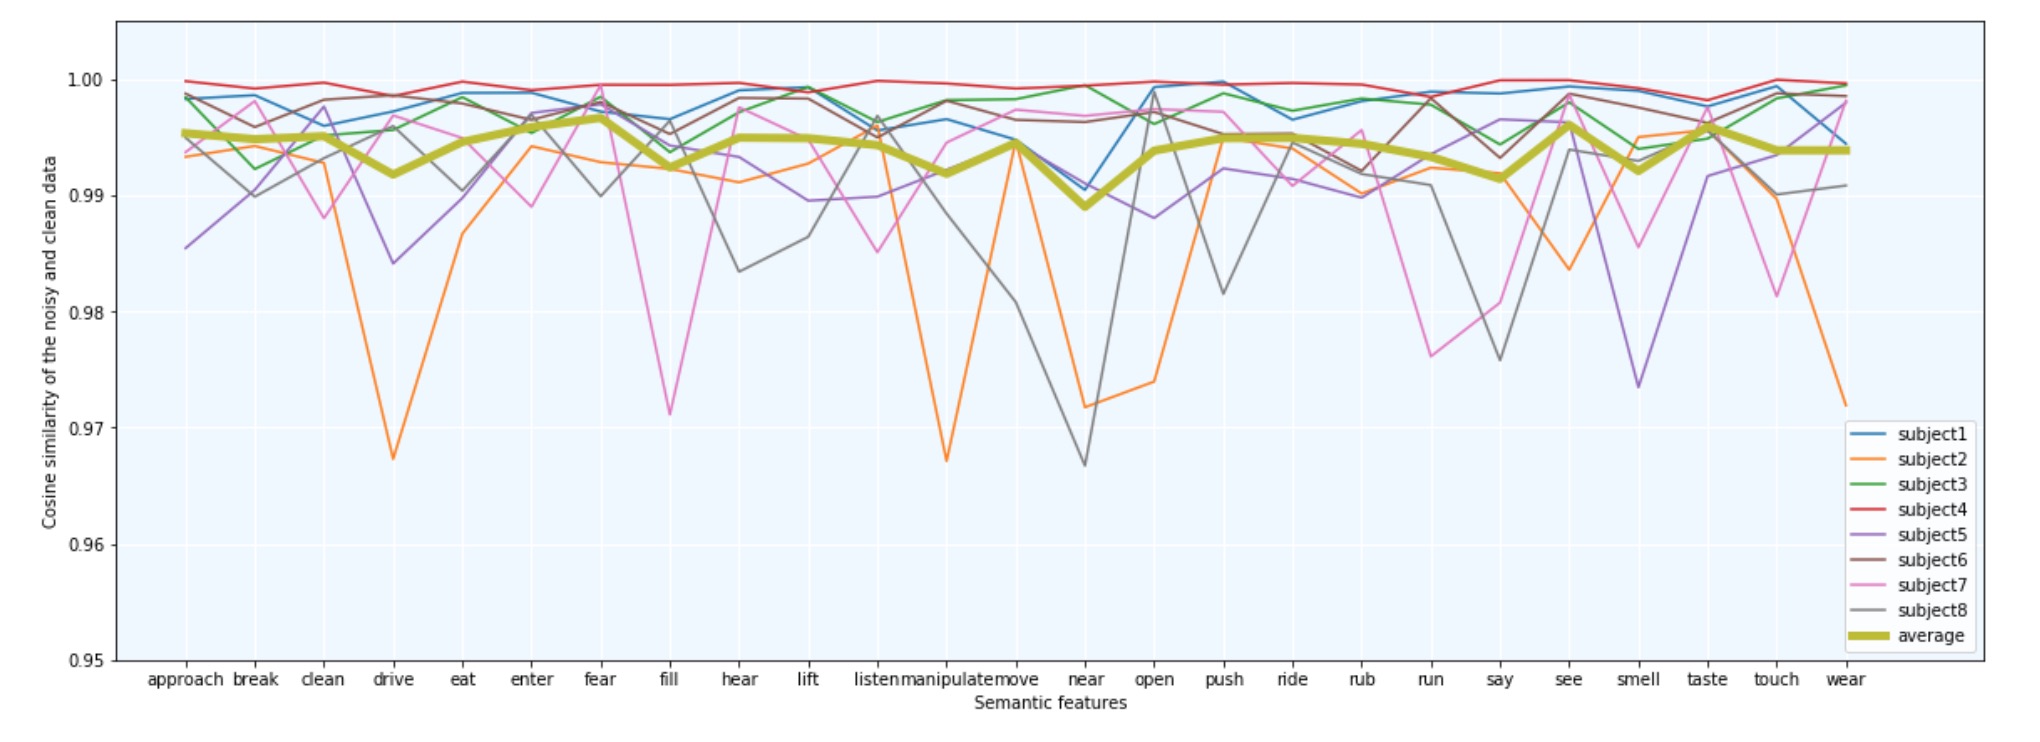 Cosine similarity of the noisy and clean data
1.00
0.99
0.98
0.97
0.96
0.95
approach break clean drive eat enter fear fill hear lift listen manipulate move near open push ride rub run say see smell taste touch wear
Semantic features
subject1
subject2
subject3
subject4
subject5
subject6
subject7
subject8
average